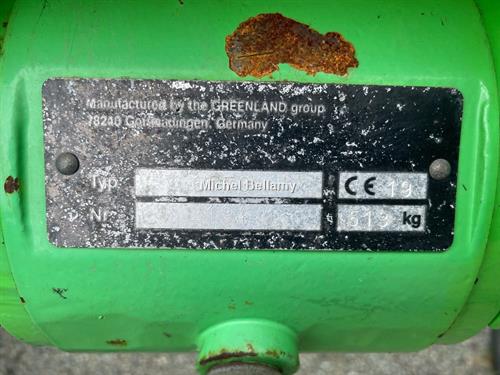 Manufactured by the GREENLAND group
78240 Gottmadingen, Germany
Typ Michel Bellamy CE 19
Nr. kg